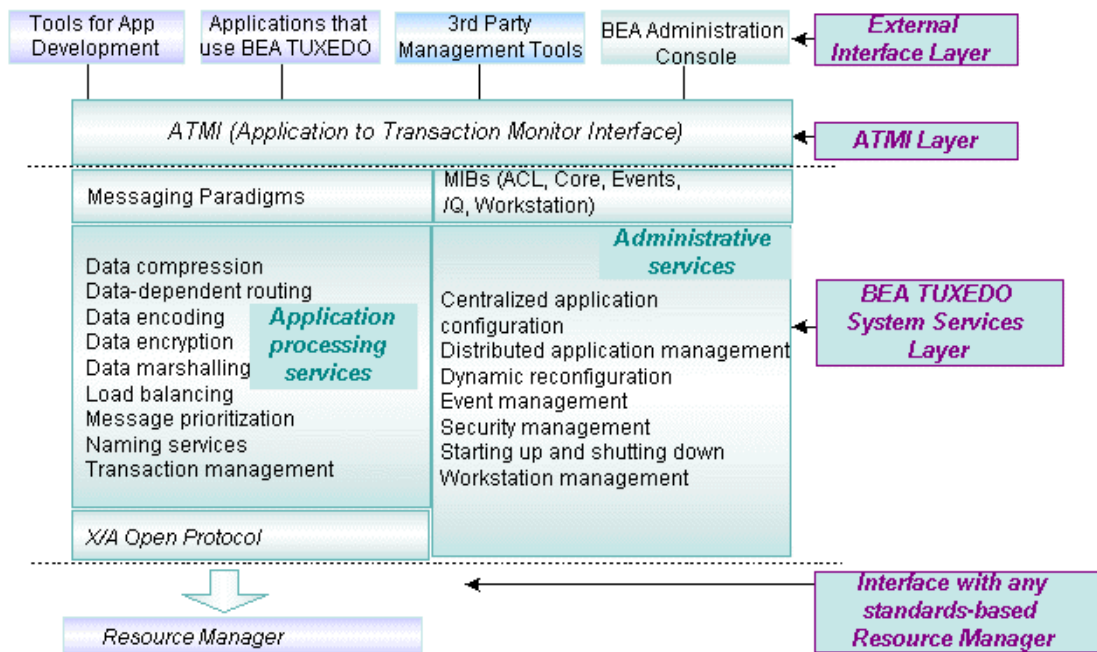 Tools for App
Development
Applications that
use BEA TUXEDO
3rd Party
Management Tools
BEA Administration
Console
External
Interface Layer
ATMI (Application to Transaction Monitor Interface)
ATMI Layer
Messaging Paradigms
MIBs (ACL, Core, Events,
/Q, Workstation)
Administrative
services
Data compression
Data-dependent routing
Data encoding
Data encryption
Data marshalling
Load balancing
Message prioritization
Naming services
Transaction management
Application
processing
services
Centralized application
configuration
Distributed application management
Dynamic reconfiguration
Event management
Security management
Starting up and shutting down
Workstation management
BEA TUXEDO
System Services
Layer
X/A Open Protocol
Interface with any
standards-based
Resource Manager
Resource Manager